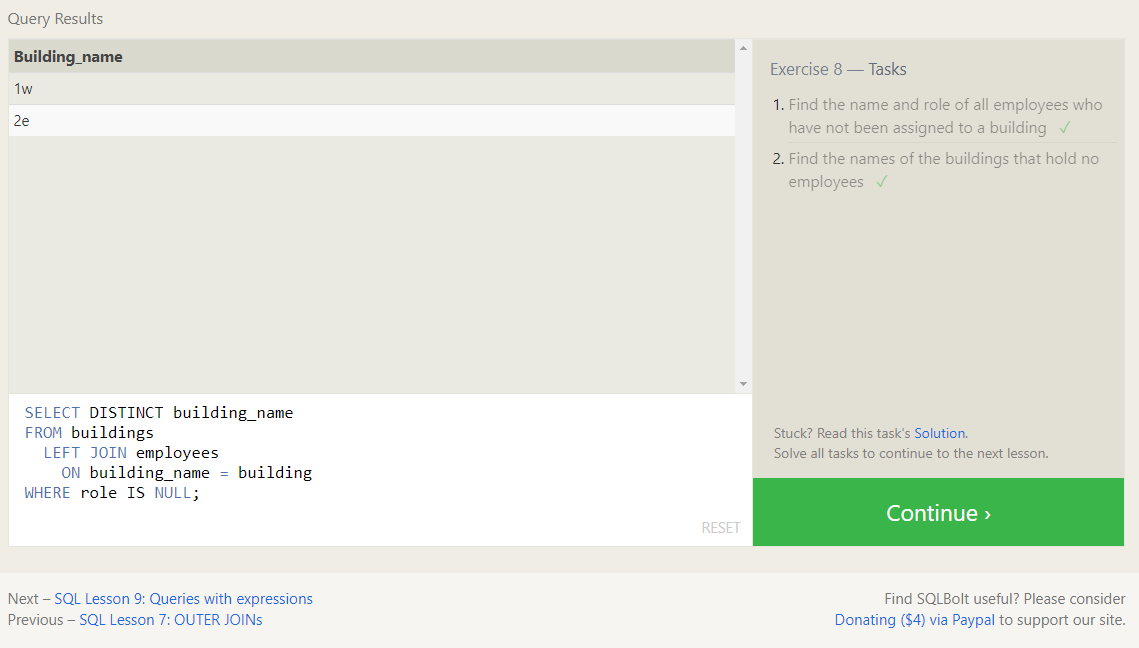 Query Results
Building_name
1w
2e
SELECT DISTINCT building_name
FROM buildings
  LEFT JOIN employees
    ON building_name = building
WHERE role IS NULL;
RESET
Exercise 8 — Tasks
1. Find the name and role of all employees who
have not been assigned to a building ✓
2. Find the names of the buildings that hold no
employees ✓
Stuck? Read this task's Solution.
Solve all tasks to continue to the next lesson.
Continue ›
Next – SQL Lesson 9: Queries with expressions
Previous – SQL Lesson 7: OUTER JOINs
Find SQLBolt useful? Please consider
Donating ($4) via Paypal to support our site.